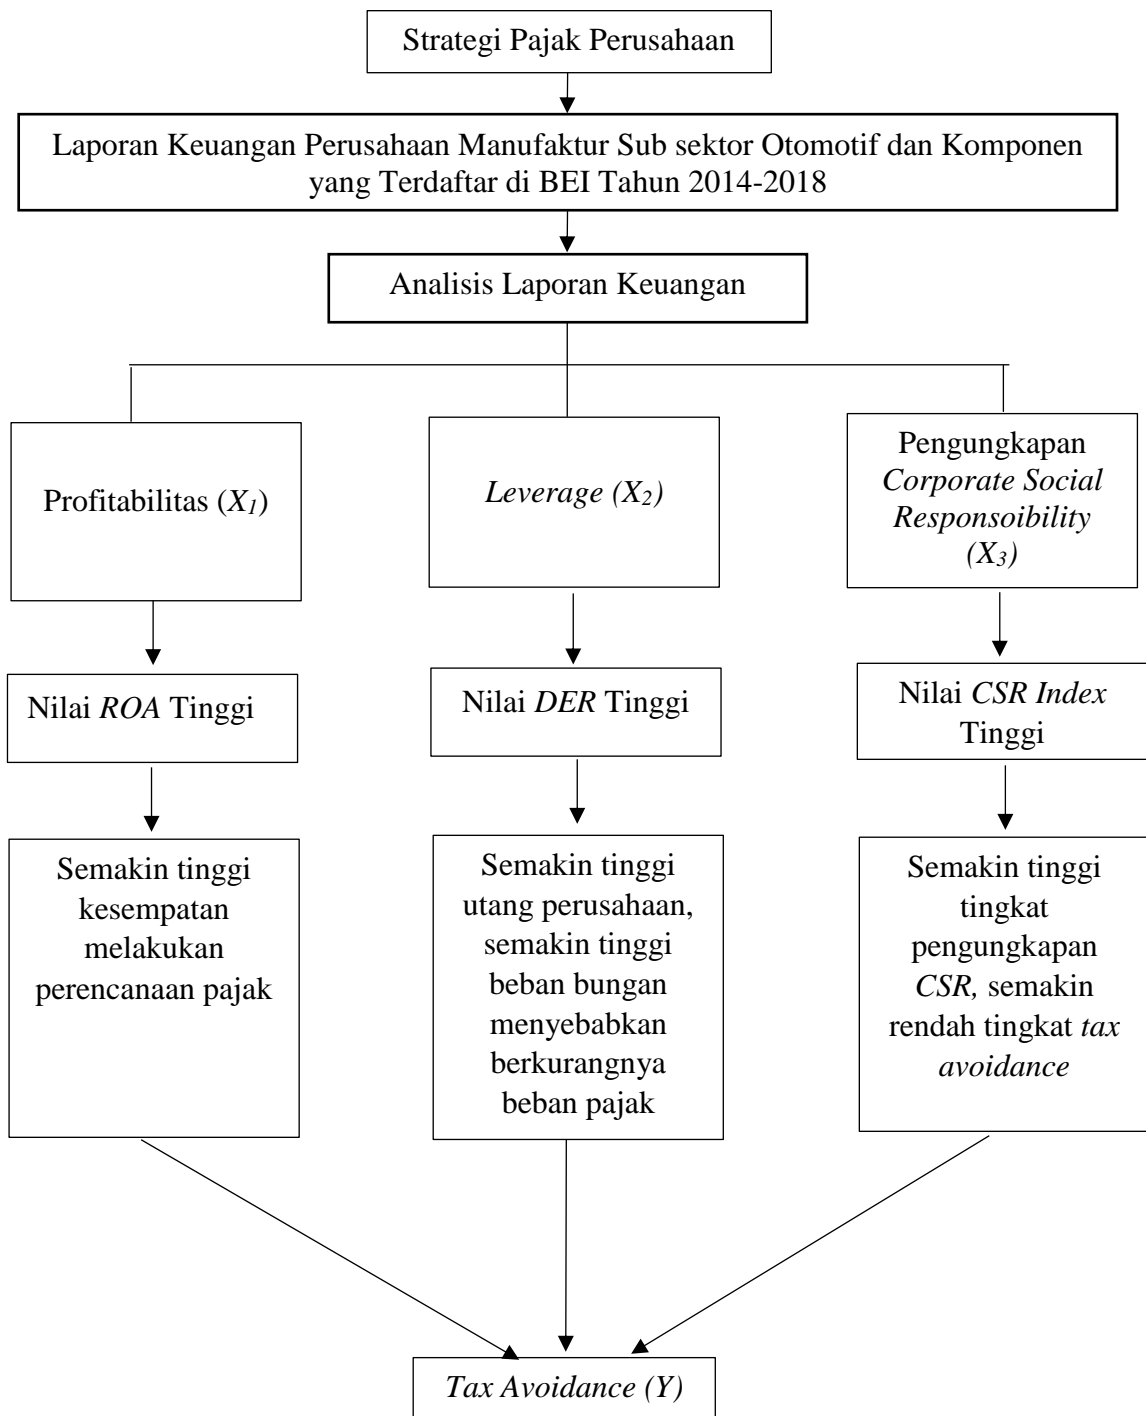 Strategi Pajak Perusahaan
Laporan Keuangan Perusahaan Manufaktur Sub sektor Otomotif dan Komponen
yang Terdaftar di BEI Tahun 2014-2018
Analisis Laporan Keuangan
Profitabilitas (X₁)
Leverage (X₂)
Pengungkapan
Corporate Social
Responsoibility
(X₃)
Nilai ROA Tinggi
Nilai DER Tinggi
Nilai CSR Index
Tinggi
Semakin tinggi
kesempatan
melakukan
perencanaan pajak
Semakin tinggi
utang perusahaan,
semakin tinggi
beban bungan
menyebabkan
berkurangnya
beban pajak
Semakin tinggi
tingkat
pengungkapan
CSR, semakin
rendah tingkat tax
avoidance
Tax Avoidance (Y)